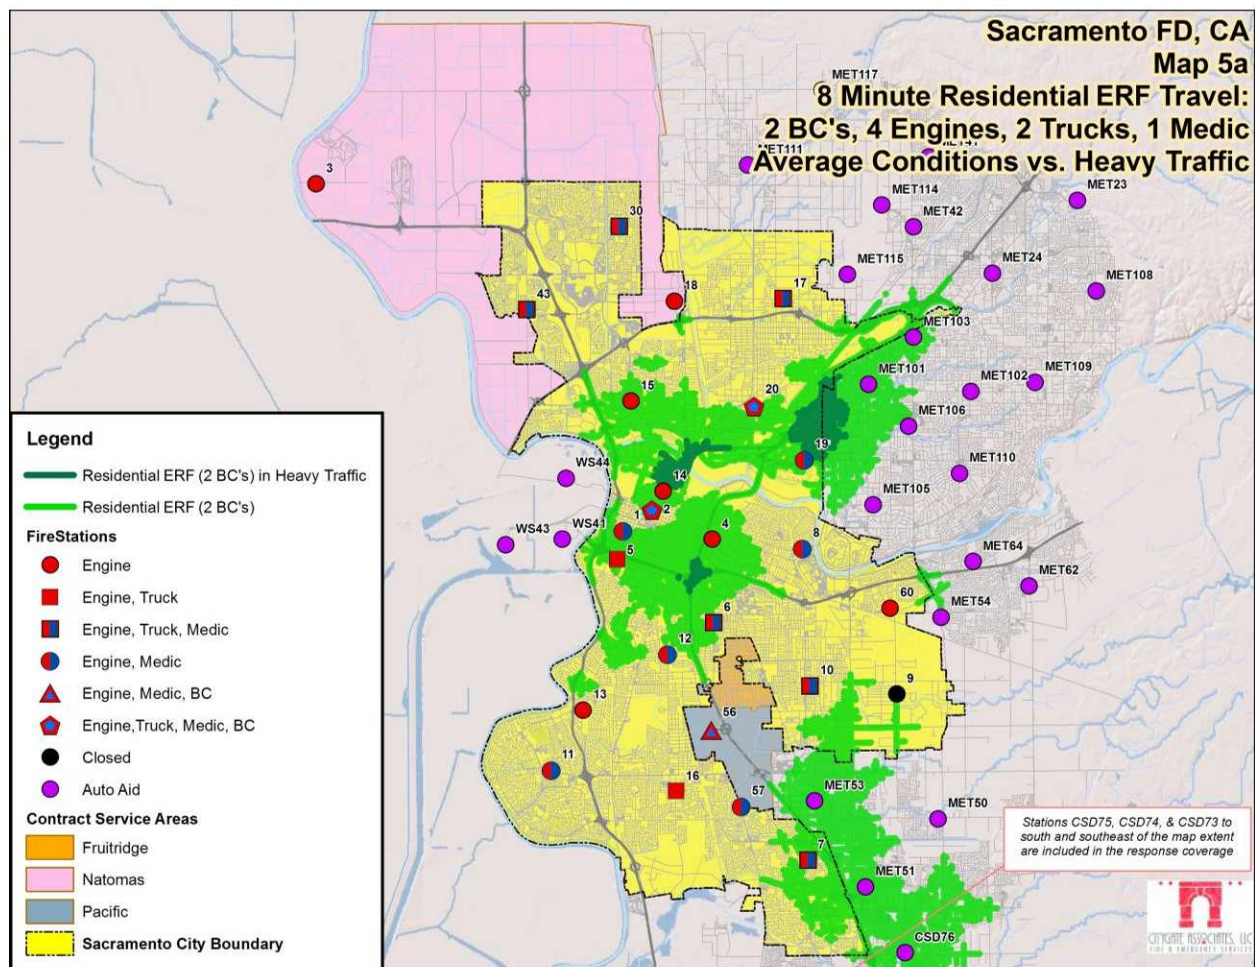 Sacramento FD, CA
Map 5a
8 Minute Residential ERF Travel:
2 BC's, 4 Engines, 2 Trucks, 1 Medic
Average Conditions vs. Heavy Traffic
MET117
MET111
MET23
MET114
MET42
3
30
MET115
MET24
MET108
43
18
17
MET103
MET101
MET102
MET109
15
20
MET106
19
WS44
14
MET110
MET105
2
1
WS43
WS41
4
8
5
MET64
MET62
60
MET54
6
12
10
9
13
56
11
16
57
MET53
MET50
7
MET51
CSD76
Legend
Residential ERF (2 BC's) in Heavy Traffic
Residential ERF (2 BC's)
FireStations
Engine
Engine, Truck
Engine, Truck, Medic
Engine, Medic
Engine, Medic, BC
Engine,Truck, Medic, BC
Closed
Auto Aid
Contract Service Areas
Fruitridge
Natomas
Pacific
Sacramento City Boundary
Stations CSD75, CSD74, & CSD73 to
south and southeast of the map extent
are included in the response coverage
CITYGATE ASSOCIATES, LLC
FIRE & EMERGENCY SERVICES